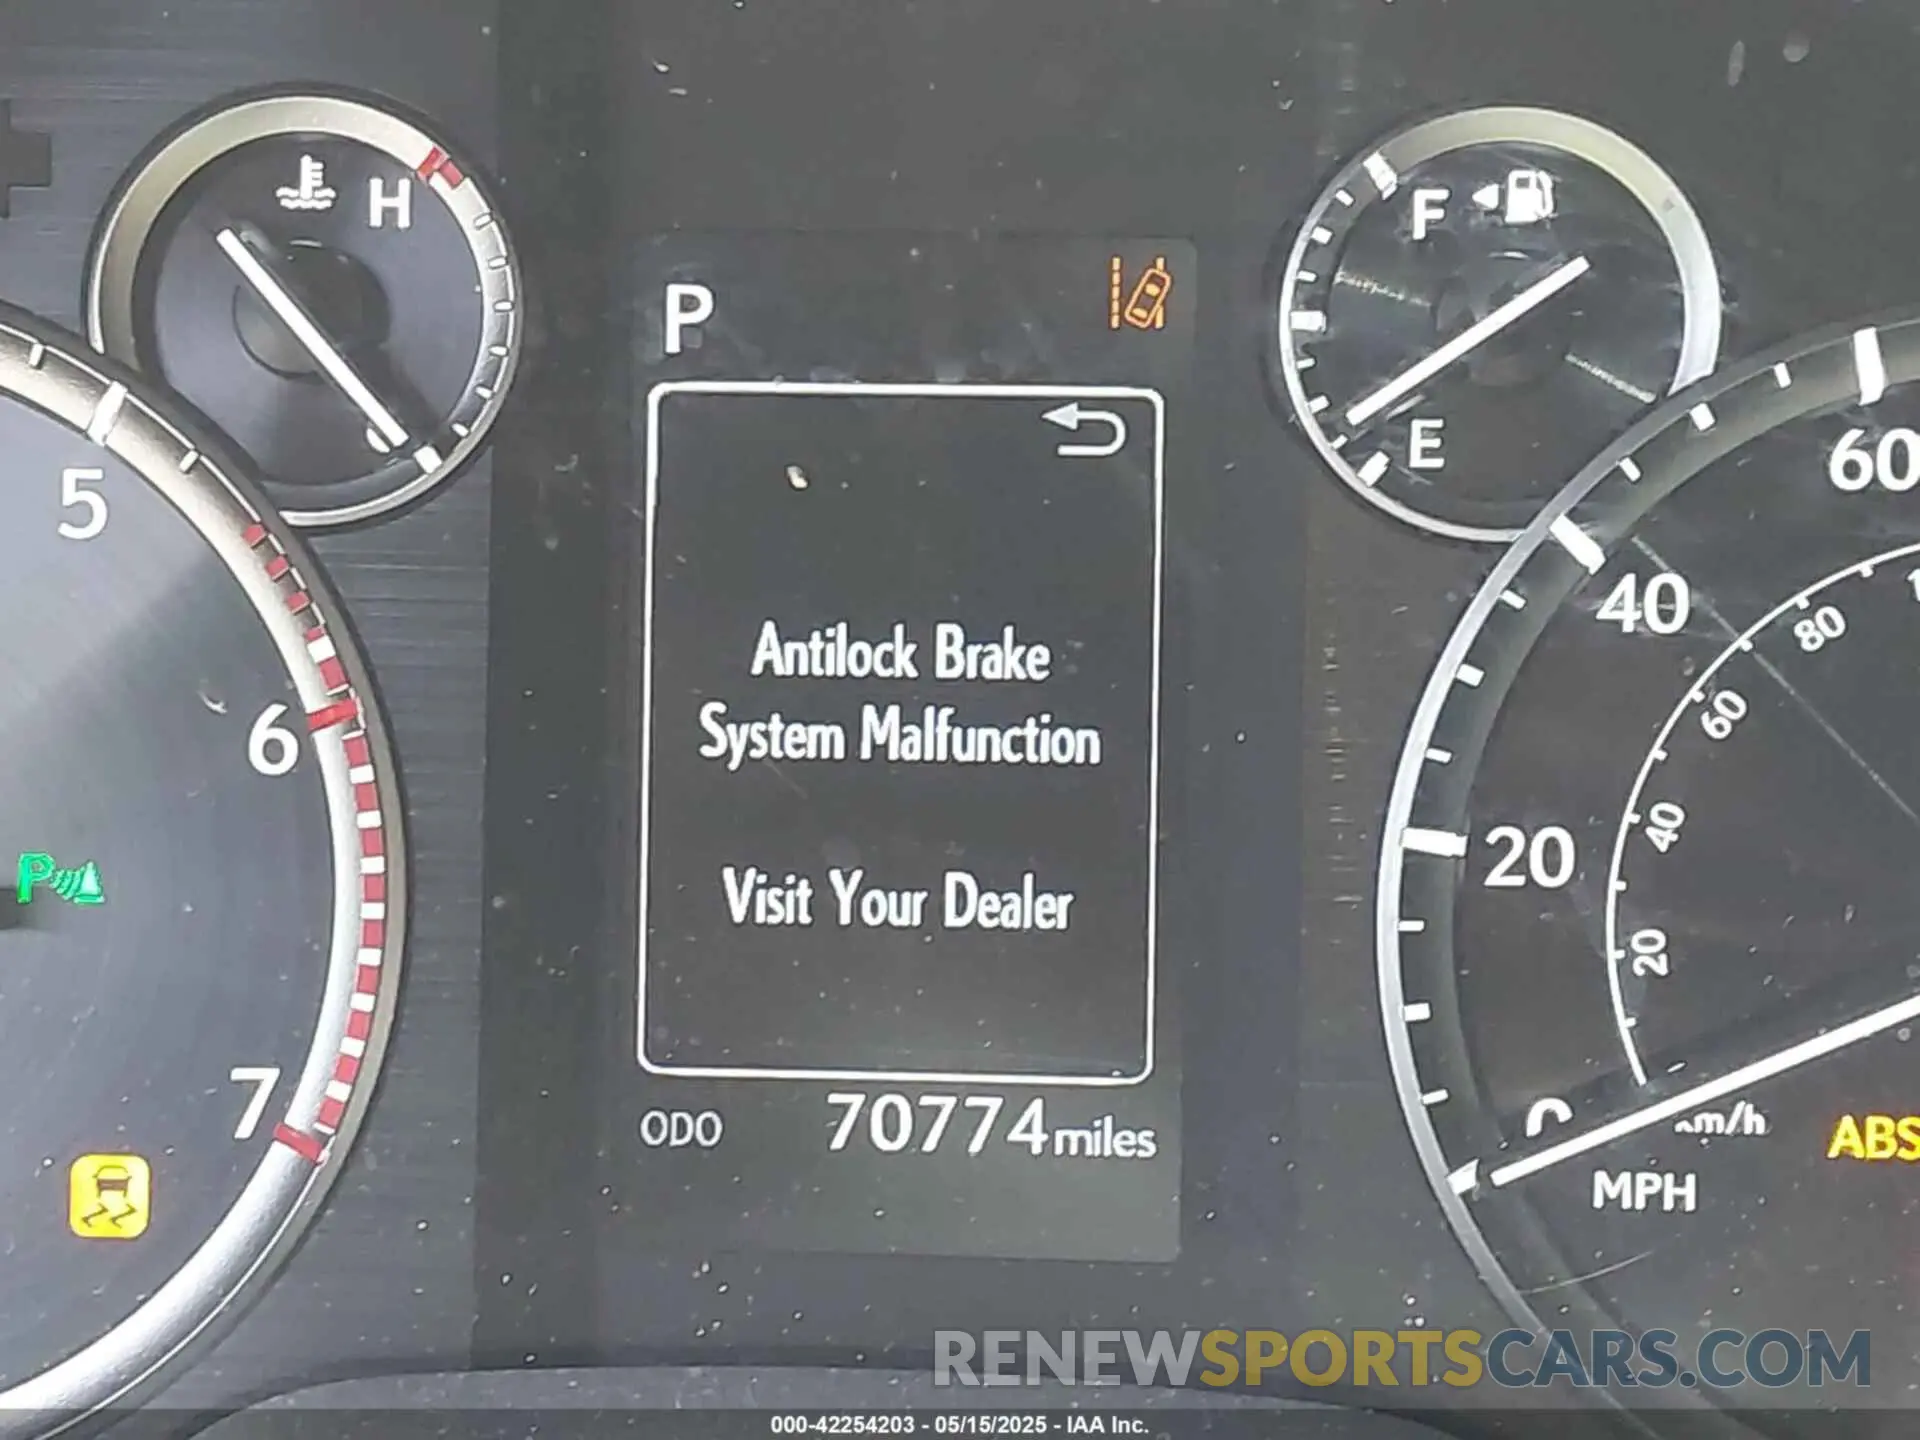 H
F
P
E
5
60
40
80
60
6
Antilock Brake
System Malfunction
40
20
Visit Your Dealer
P
20
7
ODO 70774 miles
km/h
ABS
MPH
RENEWSPORTSCARS.COM
000-42254203 - 05/15/2025 - IAA Inc.